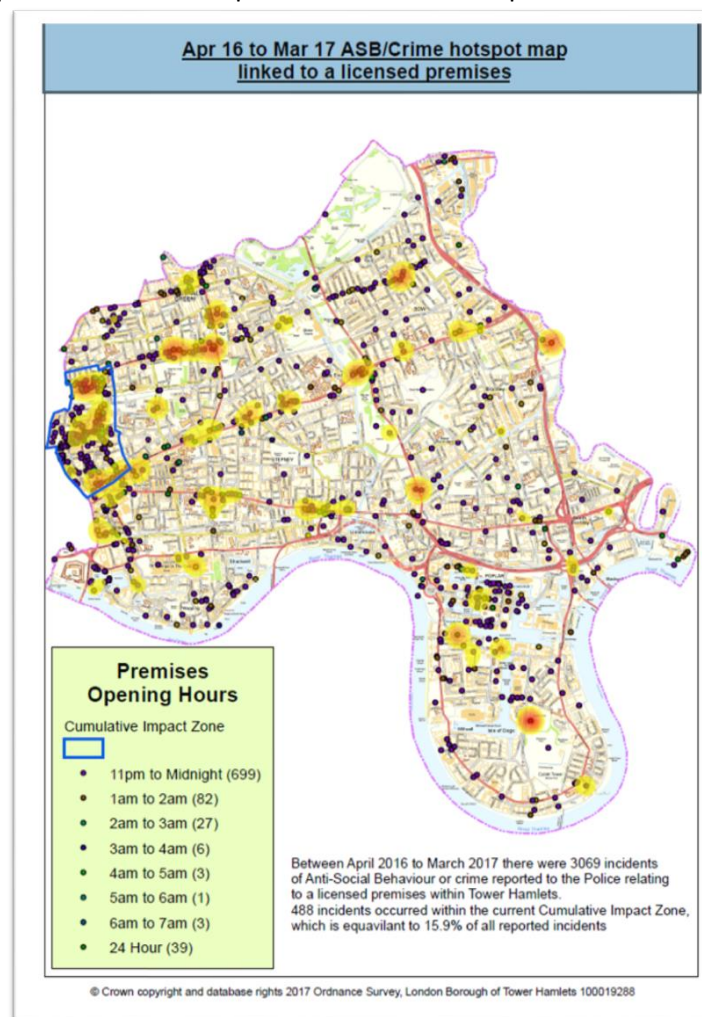 Apr 16 to Mar 17 ASB/Crime hotspot map
linked to a licensed premises
Premises
Opening Hours
Cumulative Impact Zone
11pm to Midnight (699)
1am to 2am (82)
2am to 3am (27)
3am to 4am (6)
4am to 5am (3)
5am to 6am (1)
6am to 7am (3)
24 Hour (39)
POPLAR
Isle of Dogs
Between April 2016 to March 2017 there were 3069 incidents
of Anti-Social Behaviour or crime reported to the Police relating
to a licensed premises within Tower Hamlets.
488 incidents occurred within the current Cumulative Impact Zone,
which is equavilant to 15.9% of all reported incidents
© Crown copyright and database rights 2017 Ordnance Survey, London Borough of Tower Hamlets 100019288